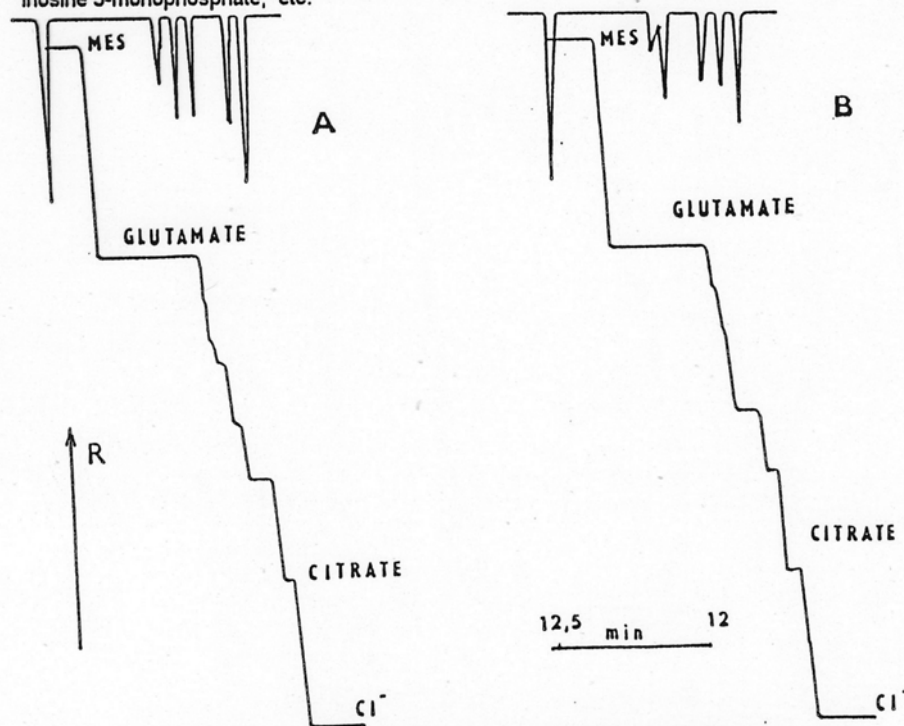 inosine 5-monophosphate, etc.
MES
A
GLUTAMATE
R
CITRATE
Cl⁻
MES
B
GLUTAMATE
CITRATE
12,5 min 12
Cl⁻